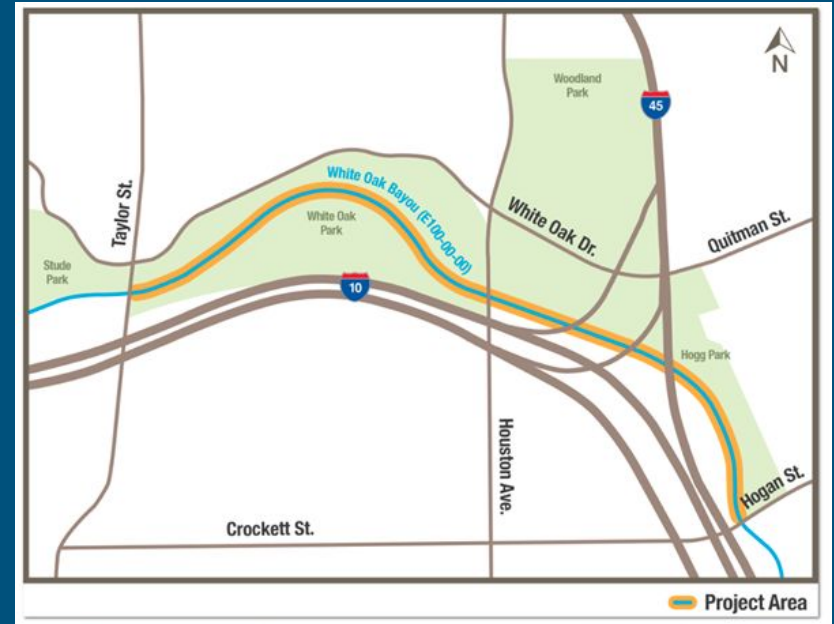 N
Woodland
Park
45
White Oak Bayou (E100-00-00)
Taylor St.
White Oak
Park
White Oak Dr.
Quitman St.
Stude
Park
10
Hogg Park
Houston Ave.
Hogan St.
Crockett St.
Project Area